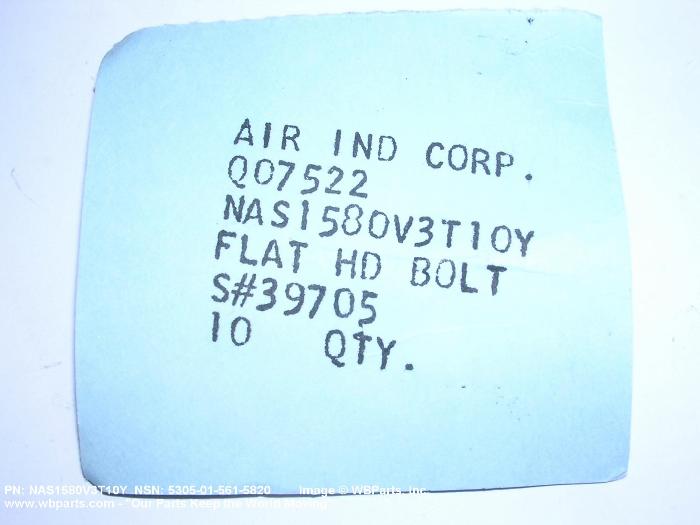 AIR IND CORP.
Q07522
NAS1580V3T10Y
FLAT HD BOLT
S#39705
10 QTY.
PN: NAS1580V3T10Y NSN: 5305-01-561-5820 Image © WBParts, Inc.
www.wbparts.com - "Our Parts Keep the World Moving"